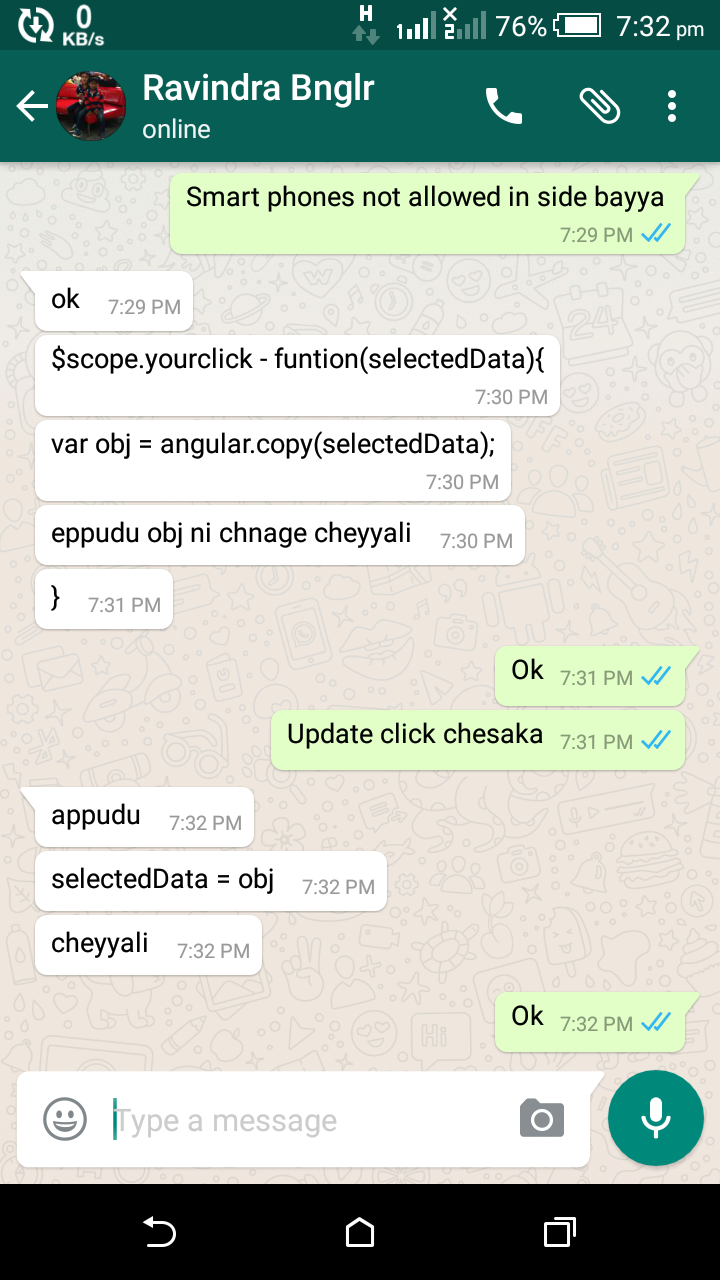 0
KB/s
H
1
2
76%
7:32 pm
Ravindra Bnglr
online
Smart phones not allowed in side bayya
7:29 PM
ok 7:29 PM
$scope.yourclick - funtion(selectedData){
7:30 PM
var obj = angular.copy(selectedData);
7:30 PM
eppudu obj ni chnage cheyyali 7:30 PM
} 7:31 PM
Ok 7:31 PM
Update click chesaka 7:31 PM
appudu 7:32 PM
selectedData = obj 7:32 PM
cheyyali 7:32 PM
Ok 7:32 PM
Type a message